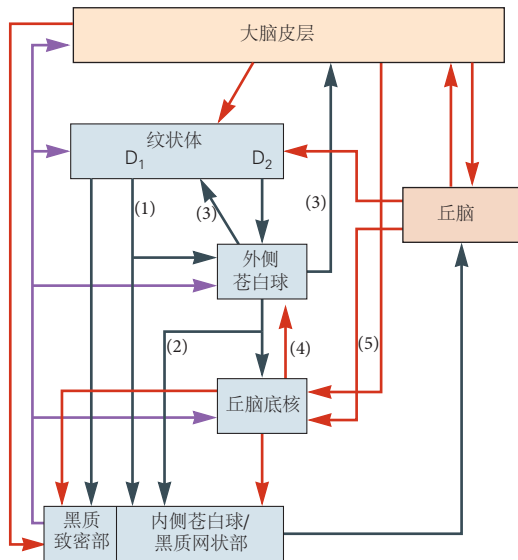 大脑皮层
纹状体
D₁ D₂
(1)
(3)
(3)
丘脑
外侧
苍白球
(2)
(4)
(5)
丘脑底核
黑质
致密部
内侧苍白球/
黑质网状部